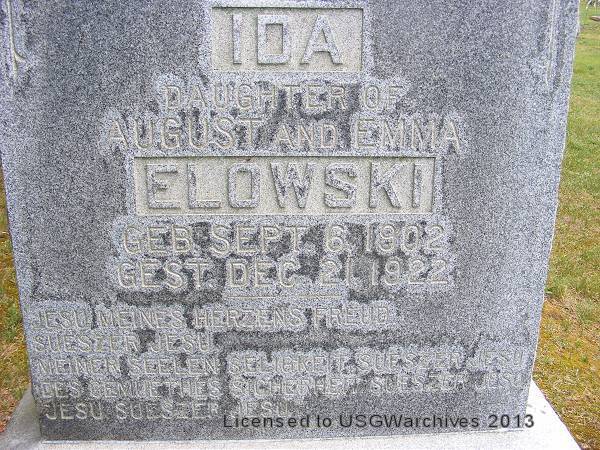 IDA
DAUGHTER OF
AUGUST AND EMMA
ELOWSKI
GEB. SEPT. 6, 1902
GEST. DEC. 21, 1922
JESU MEINES HERZENS FREUD
SUESZER JESU
MEINER SEELEN SELIGKEIT SUESZER JESU
DES GEMUETHES SICHERHEIT SUESZER JESU
JESU SUESZER JESU
Licensed to USGWarchives 2013